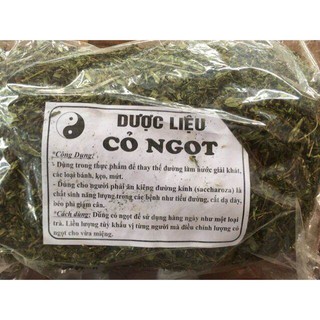 DƯỢC LIỆU
CỎ NGỌT
*Công Dụng:
- Dùng trong thực phẩm để thay thế đường làm nước giải khát,
các loại bánh, kẹo, mứt.
- Dùng cho người phải ăn kiêng đường kính (saccharoza) là
chất sinh năng lượng trong các bệnh như tiểu đường, cắt dạ dày,
béo phì giảm cân.
*Cách dùng: Dùng cỏ ngọt để sử dụng hàng ngày như một loại
trà. Liều lượng tùy khẩu vị từng người mà điều chỉnh lượng cỏ
ngọt cho vừa miệng.